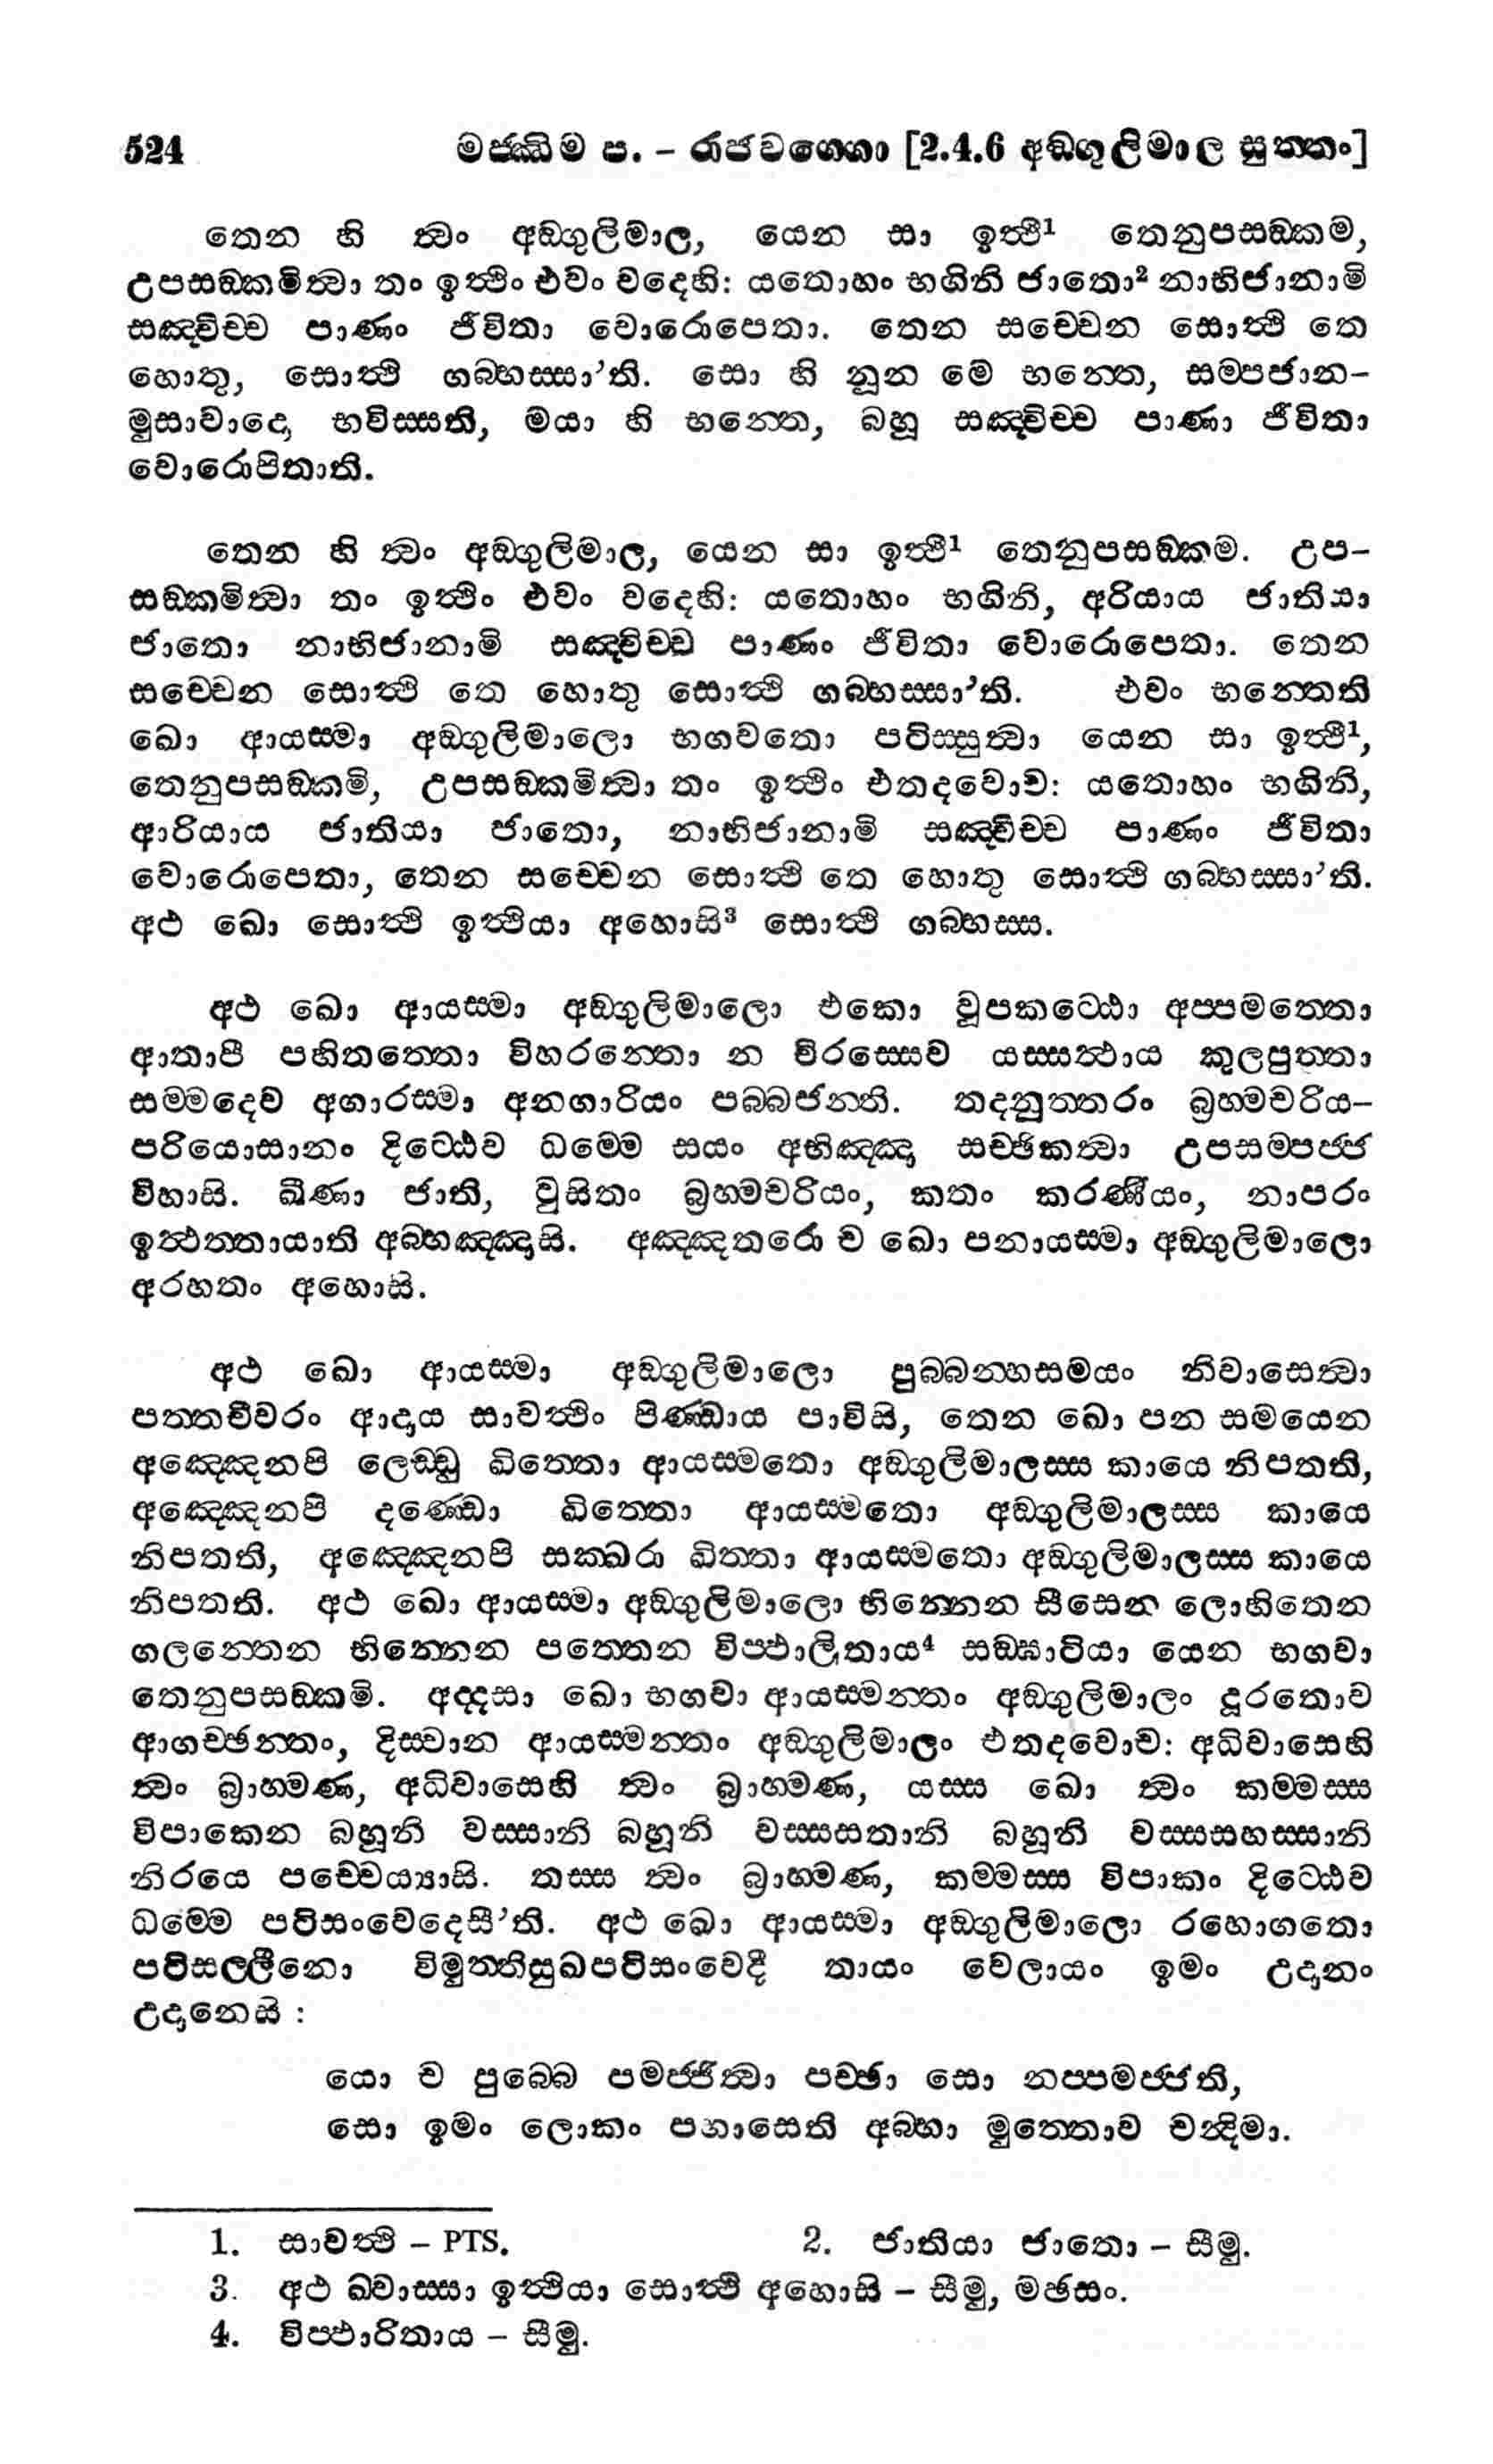 524 මජ්ඣිම ප. – රාජවග්ගො [2.4.6 අඞ්ගුලිමාල සුත්තං]
තෙන හි ත්වං අඞ්ගුලිමාල, යෙන සා ඉත්ථී¹ තෙනුපසඞ්කම,
උපසඞ්කමිත්වා තං ඉත්ථිං එවං වදෙහි: යතොහං භගිනි ජාතො² නාභිජානාමි
සඤ්චිච්ච පාණං ජීවිතා වොරොපෙතා. තෙන සච්චෙන සොත්ථි තෙ
හොතු, සොත්ථි ගබ්භස්සා’ති. සො හි නූන මෙ භන්තෙ, සම්පජාන-
මුසාවාදො භවිස්සති, මයා හි භන්තෙ, බහූ සඤ්චිච්ච පාණා ජීවිතා
වොරොපිතාති.
තෙන හි ත්වං අඞ්ගුලිමාල, යෙන සා ඉත්ථී¹ තෙනුපසඞ්කම. උප-
සඞ්කමිත්වා තං ඉත්ථිං එවං වදෙහි: යතොහං භගිනි, අරියාය ජාතියා
ජාතො නාභිජානාමි සඤ්චිච්ච පාණං ජීවිතා වොරොපෙතා. තෙන
සච්චෙන සොත්ථි තෙ හොතු සොත්ථි ගබ්භස්සා’ති. එවං භන්තෙති
ඛො ආයස්මා අඞ්ගුලිමාලො භගවතො පටිස්සුත්වා යෙන සා ඉත්ථී¹,
තෙනුපසඞ්කමි, උපසඞ්කමිත්වා තං ඉත්ථිං එතදවොච: යතොහං භගිනි,
ආරියාය ජාතියා ජාතො, නාභිජානාමි සඤ්චිච්ච පාණං ජීවිතා
වොරොපෙතා, තෙන සච්චෙන සොත්ථි තෙ හොතු සොත්ථි ගබ්භස්සා’ති.
අථ ඛො සොත්ථි ඉත්ථියා අහොසි³ සොත්ථි ගබ්භස්ස.
අථ ඛො ආයස්මා අඞ්ගුලිමාලො එකො වූපකට්ඨො අප්පමත්තො
ආතාපී පහිතත්තො විහරන්තො න චිරස්සෙව යස්සත්ථාය කුලපුත්තා
සම්මදෙව අගාරස්මා අනගාරියං පබ්බජන්ති. තදනුත්තරං බ්‍රහ්මචරිය-
පරියොසානං දිට්ඨෙව ධම්මෙ සයං අභිඤ්ඤා සච්ඡිකත්වා උපසම්පජ්ජ
විහාසි. ඛීණා ජාති, වුසිතං බ්‍රහ්මචරියං, කතං කරණීයං, නාපරං
ඉත්ථත්තායාති අබ්භඤ්ඤාසි. අඤ්ඤතරො ච ඛො පනායස්මා අඞ්ගුලිමාලො
අරහතං අහොසි.
අථ ඛො ආයස්මා අඞ්ගුලිමාලො පුබ්බන්හසමයං නිවාසෙත්වා
පත්තචීවරං ආදාය සාවත්ථිං පිණ්ඩාය පාවිසි, තෙන ඛො පන සමයෙන
අඤ්ඤෙනපි ලෙඩ්ඩු ඛිත්තො ආයස්මතො අඞ්ගුලිමාලස්ස කායෙ නිපතති,
අඤ්ඤෙනපි දණ්ඩො ඛිත්තො ආයස්මතො අඞ්ගුලිමාලස්ස කායෙ
නිපතති, අඤ්ඤෙනපි සක්ඛරා ඛිත්තා ආයස්මතො අඞ්ගුලිමාලස්ස කායෙ
නිපතති. අථ ඛො ආයස්මා අඞ්ගුලිමාලො භින්නෙන සීසෙන ලොහිතෙන
ගලන්තෙන භින්නෙන පත්තෙන විප්ඵාලිතාය⁴ සඞ්ඝාටියා යෙන භගවා
තෙනුපසඞ්කමි. අද්දසා ඛො භගවා ආයස්මන්තං අඞ්ගුලිමාලං දූරතොව
ආගච්ඡන්තං, දිස්වාන ආයස්මන්තං අඞ්ගුලිමාලං එතදවොච: අධිවාසෙහි
ත්වං බ්‍රාහ්මණ, අධිවාසෙහි ත්වං බ්‍රාහ්මණ, යස්ස ඛො ත්වං කම්මස්ස
විපාකෙන බහූනි වස්සානි බහූනි වස්සසතානි බහූනි වස්සසහස්සානි
නිරයෙ පච්චෙය්‍යාසි. තස්ස ත්වං බ්‍රාහ්මණ, කම්මස්ස විපාකං දිට්ඨෙව
ධම්මෙ පටිසංවෙදෙසී’ති. අථ ඛො ආයස්මා අඞ්ගුලිමාලො රහොගතො
පටිසල්ලීනො විමුත්තිසුඛපටිසංවෙදී තායං වේලායං ඉමං උදානං
උදානෙසි :
යො ච පුබ්බෙ පමජ්ජිත්වා පච්ඡා සො නප්පමජ්ජති,
සො ඉමං ලොකං පභාසෙති අබ්භා මුත්තොව චන්දිමා.
1. සාවත්ථි – PTS. 2. ජාතියා ජාතො – සීමු.
3. අථ ඛ්වාස්සා ඉත්ථියා සොත්ථි අහොසි – සීමු, මඡසං.
4. විප්ඵාරිතාය – සීමු.